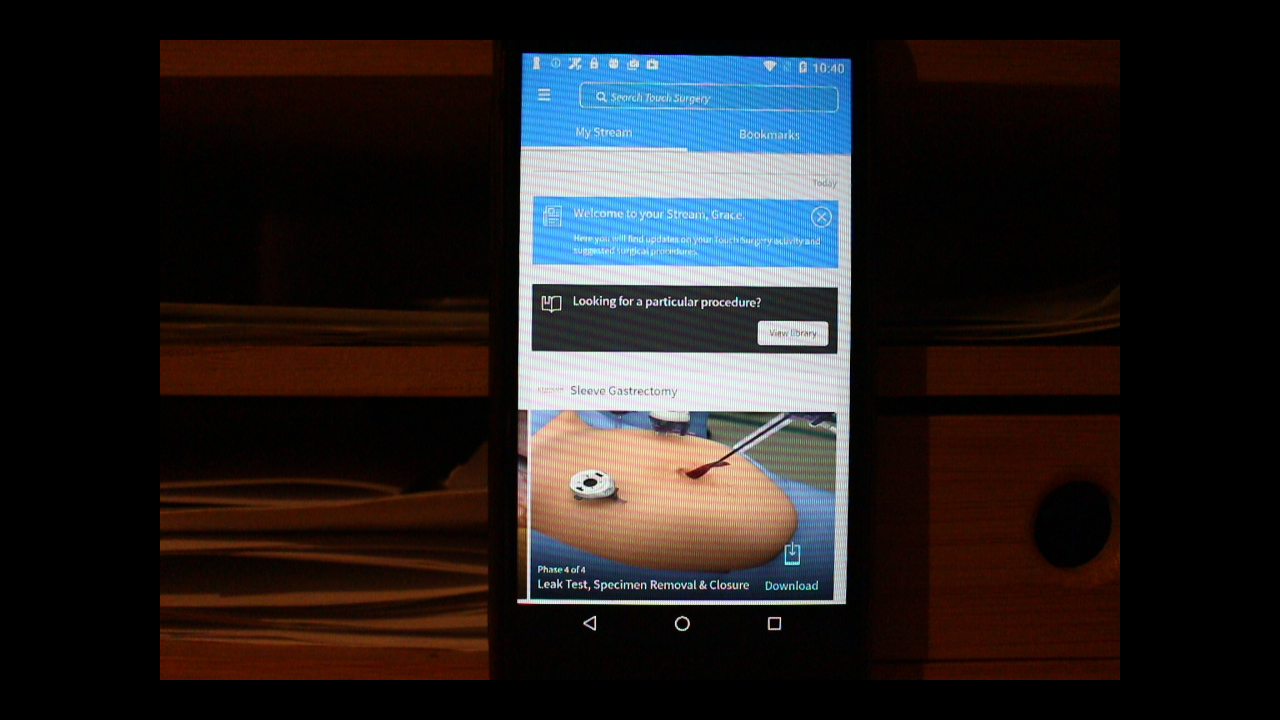 10:40
Search Touch Surgery
My Stream
Bookmarks
Today
Welcome to your Stream, Grace.
Here you will find updates on your Touch Surgery activity and
suggested surgical procedures.
Looking for a particular procedure?
View library
Sleeve Gastrectomy
Phase 4 of 4
Leak Test, Specimen Removal & Closure
Download